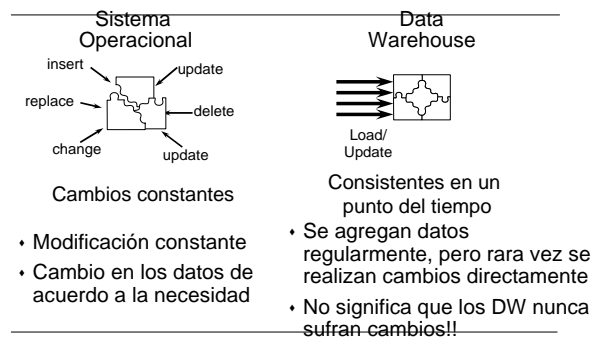 Sistema
Operacional
insert
update
replace
delete
change
update
Cambios constantes
Modificación constante
Cambio en los datos de
acuerdo a la necesidad
Data
Warehouse
Load/
Update
Consistentes en un
punto del tiempo
Se agregan datos
regularmente, pero rara vez se
realizan cambios directamente
No significa que los DW nunca
sufran cambios!!